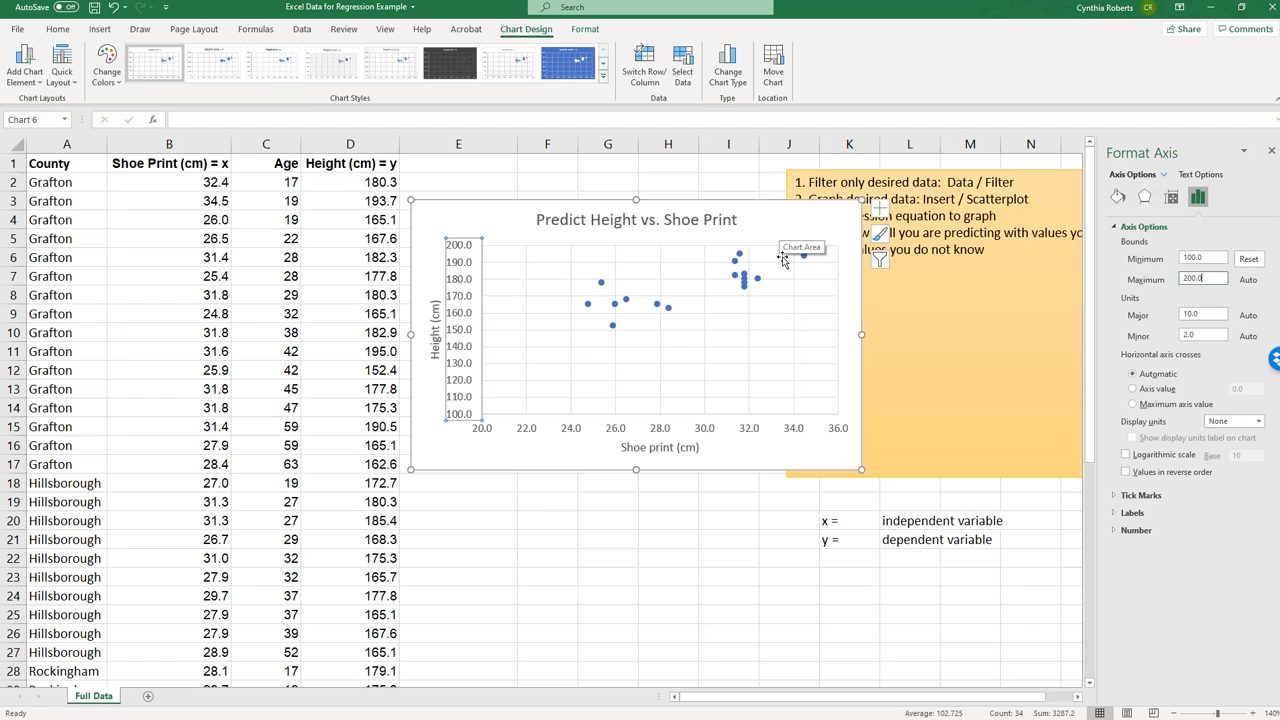 AutoSave Off Excel Data for Regression Example Search Cynthia Roberts CR
File Home Insert Draw Page Layout Formulas Data Review View Help Acrobat Chart Design Format Share Comments
Add Chart Element Quick Layout Change Colors Switch Row/Column Select Data Change Chart Type Move Chart
Chart Layouts Chart Styles Data Type Location
Chart 6 fx
A B C D E F G H I J K L M N
1 County Shoe Print (cm) = x Age Height (cm) = y
2 Grafton 32.4 17 180.3
3 Grafton 34.5 19 193.7
4 Grafton 26.0 19 165.1
5 Grafton 26.5 22 167.6
6 Grafton 31.4 28 182.3
7 Grafton 25.4 28 177.8
8 Grafton 31.8 29 180.3
9 Grafton 24.8 32 165.1
10 Grafton 31.8 38 182.9
11 Grafton 31.6 42 195.0
12 Grafton 25.9 42 152.4
13 Grafton 31.8 45 177.8
14 Grafton 31.8 47 175.3
15 Grafton 31.4 59 190.5
16 Grafton 27.9 59 165.1
17 Grafton 28.4 63 162.6
18 Hillsborough 27.0 19 172.7
19 Hillsborough 31.3 27 180.3
20 Hillsborough 31.3 27 185.4
21 Hillsborough 26.7 29 168.3
22 Hillsborough 31.0 32 175.3
23 Hillsborough 27.9 32 165.7
24 Hillsborough 29.7 37 177.8
25 Hillsborough 27.9 37 165.1
26 Hillsborough 27.9 39 167.6
27 Hillsborough 28.9 52 165.1
28 Rockingham 28.1 17 179.1
1. Filter only desired data: Data / Filter
2. Graph desired data: Insert / Scatterplot
ession equation to graph
ll you are predicting with values yo
alues you do not know
Predict Height vs. Shoe Print
Chart Area
Height (cm)
200.0
190.0
180.0
170.0
160.0
150.0
140.0
130.0
120.0
110.0
100.0
20.0 22.0 24.0 26.0 28.0 30.0 32.0 34.0 36.0
Shoe print (cm)
x = independent variable
y = dependent variable
Format Axis
Axis Options Text Options
Axis Options
Bounds
Minimum 100.0 Reset
Maximum 200.0 Auto
Units
Major 10.0 Auto
Minor 2.0 Auto
Horizontal axis crosses
Automatic
Axis value 0.0
Maximum axis value
Display units None
Show display units label on chart
Logarithmic scale Base 10
Values in reverse order
Tick Marks
Labels
Number
Full Data
Ready Average: 102.725 Count: 34 Sum: 3287.2 140%